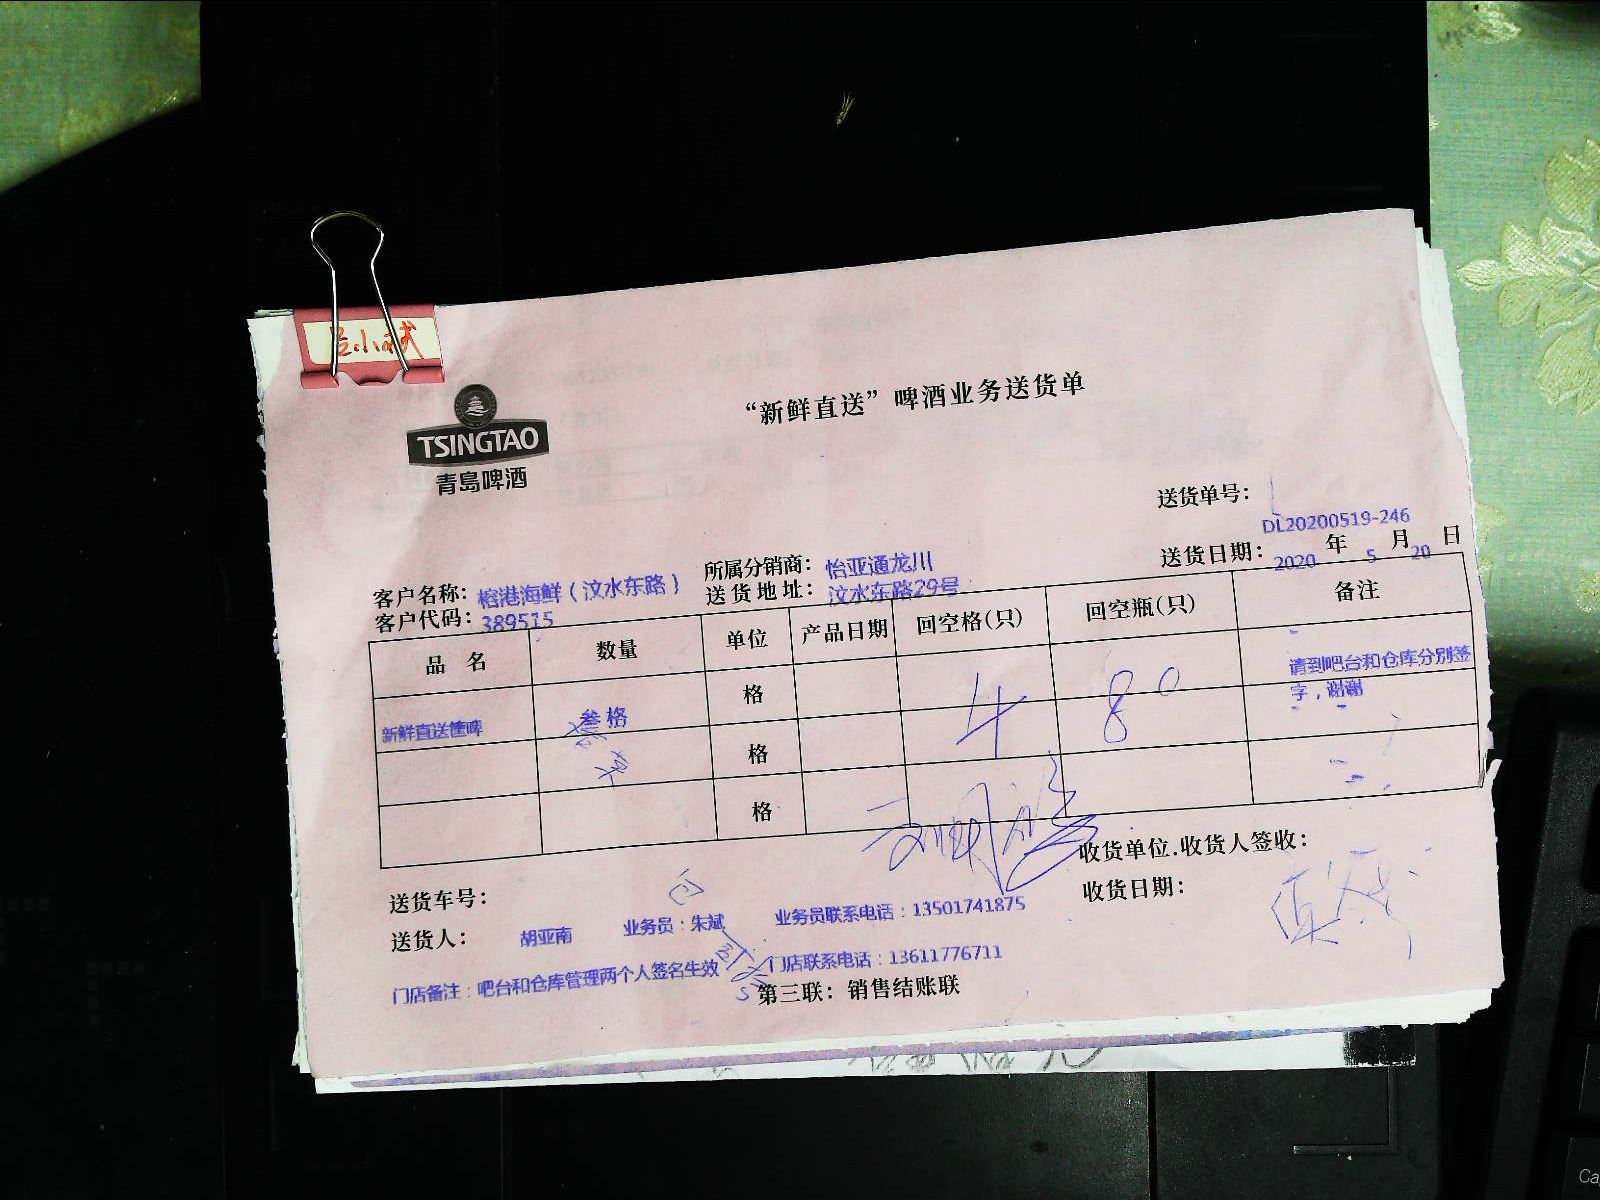 TSINGTAO
青岛啤酒
“新鲜直送”啤酒业务送货单
送货单号：
DL20200519-246
送货日期：2020年5月20日
客户名称：榕港海鲜（汶水东路） 所属分销商：怡亚通龙川
客户代码：389515 送货地址：汶水东路29号
品 名 数量 单位 产品日期 回空格(只) 回空瓶(只) 备注
新鲜直送筐啤 叁格 格 4 80 请到吧台和仓库分别签字，谢谢
格
格
收货单位.收货人签收：
送货车号： 收货日期：
送货人： 胡亚南 业务员：朱斌 业务员联系电话：13501741875
门店备注：吧台和仓库管理两个人签名生效 门店联系电话：13611776711
第三联：销售结账联